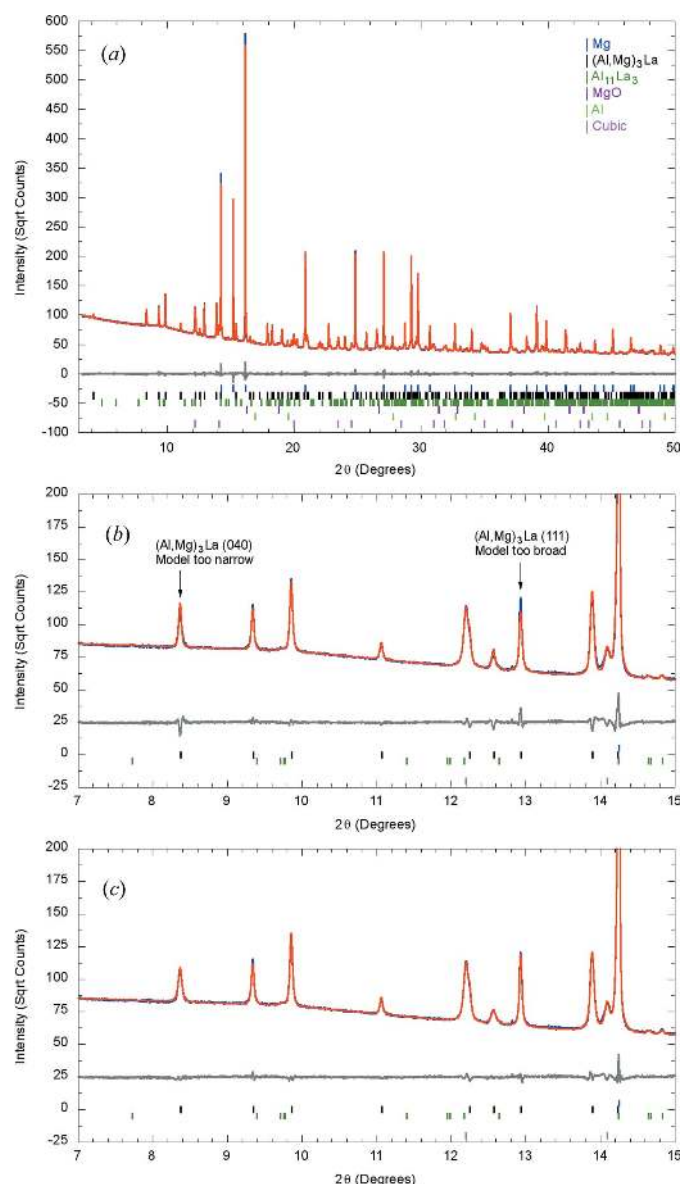 600
550
500
450
400
350
300
250
200
150
100
50
0
-50
-100
Intensity (Sqrt Counts)
(a)
Mg
(Al,Mg)₃La
Al₁₁La₃
MgO
Al
Cubic
10 20 30 40 50
2θ (Degrees)
200
175
150
125
100
75
50
25
0
-25
Intensity (Sqrt Counts)
(b)
(Al,Mg)₃La (040)
Model too narrow
(Al,Mg)₃La (111)
Model too broad
7 8 9 10 11 12 13 14 15
2θ (Degrees)
200
175
150
125
100
75
50
25
0
-25
Intensity (Sqrt Counts)
(c)
7 8 9 10 11 12 13 14 15
2θ (Degrees)